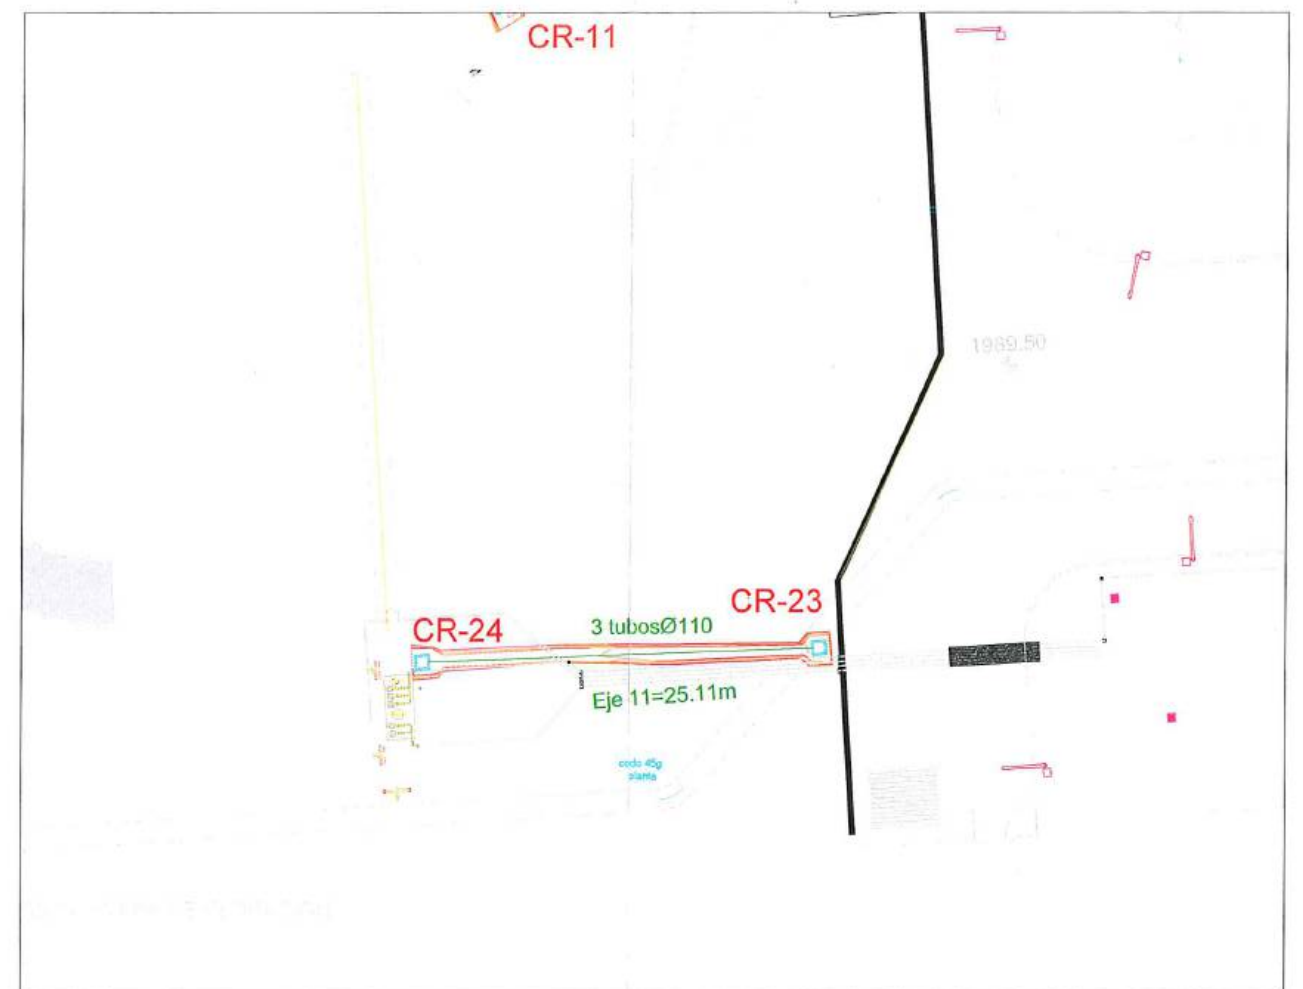 CR-11
1989.50
CR-23
CR-24
3 tubosØ110
Eje 11=25.11m
codo 45g
planta